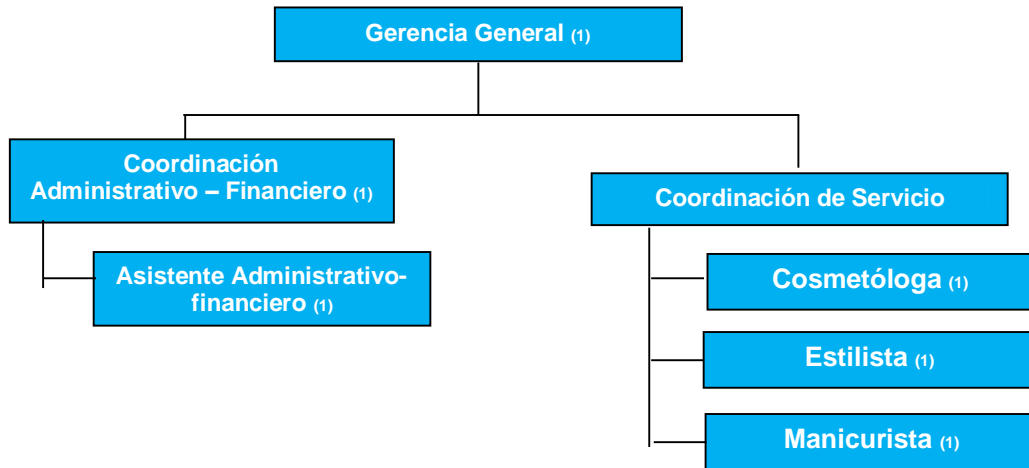 Gerencia General (1)
Coordinación
Administrativo – Financiero (1)
Asistente Administrativo-
financiero (1)
Coordinación de Servicio
Cosmetóloga (1)
Estilista (1)
Manicurista (1)